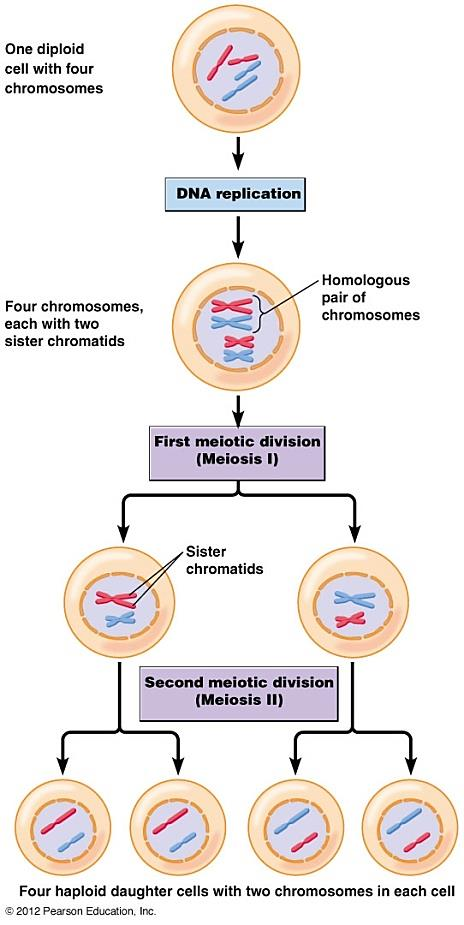 One diploid
cell with four
chromosomes
DNA replication
Four chromosomes,
each with two
sister chromatids
Homologous
pair of
chromosomes
First meiotic division
(Meiosis I)
Sister
chromatids
Second meiotic division
(Meiosis II)
Four haploid daughter cells with two chromosomes in each cell
© 2012 Pearson Education, Inc.